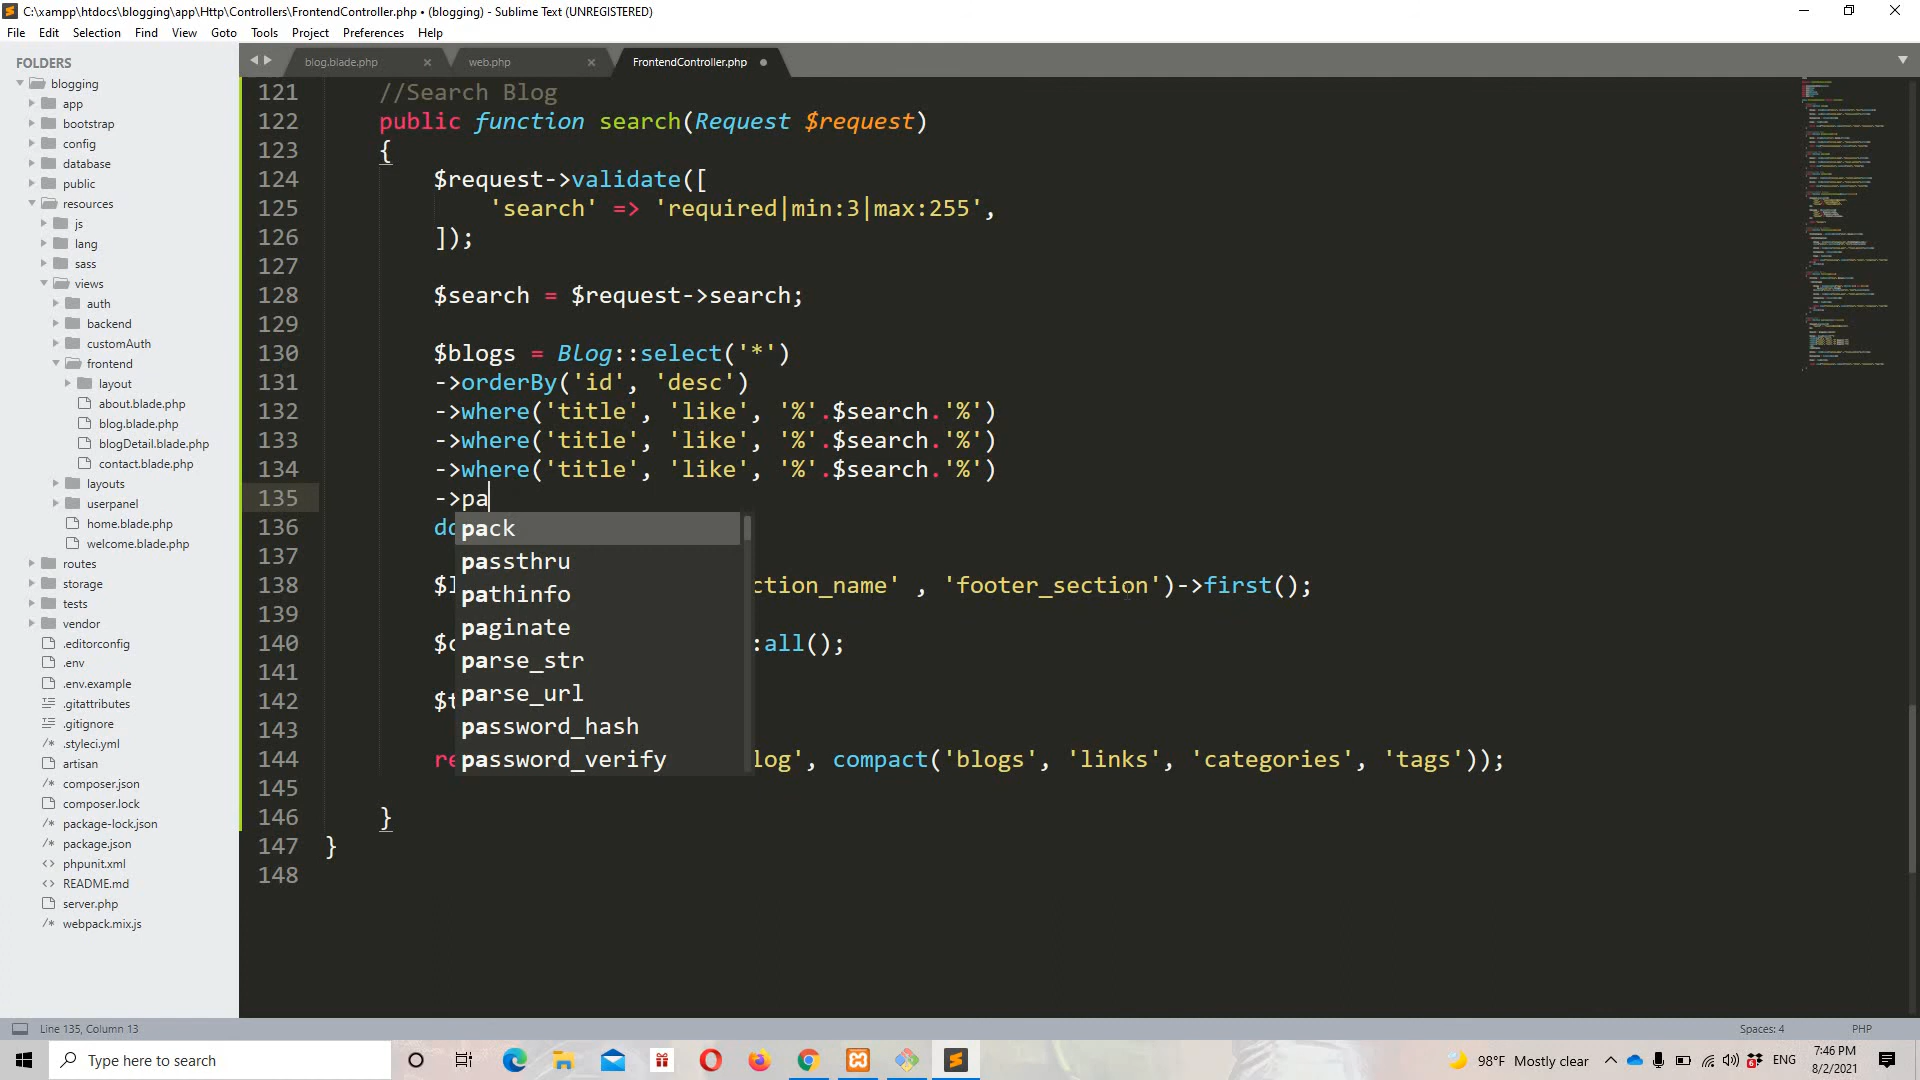 C:\xampp\htdocs\blogging\app\Http\Controllers\FrontendController.php • (blogging) - Sublime Text (UNREGISTERED)
File Edit Selection Find View Goto Tools Project Preferences Help
FOLDERS
blogging
app
bootstrap
config
database
public
resources
js
lang
sass
views
auth
backend
customAuth
frontend
layout
about.blade.php
blog.blade.php
blogDetail.blade.php
contact.blade.php
layouts
userpanel
home.blade.php
welcome.blade.php
routes
storage
tests
vendor
.editorconfig
.env
.env.example
.gitattributes
.gitignore
.styleci.yml
artisan
composer.json
composer.lock
package-lock.json
package.json
phpunit.xml
README.md
server.php
webpack.mix.js
blog.blade.php web.php FrontendController.php
121 //Search Blog
122 public function search(Request $request)
123 {
124 $request->validate([
125 'search' => 'required|min:3|max:255',
126 ]);
127
128 $search = $request->search;
129
130 $blogs = Blog::select('*')
131 ->orderBy('id', 'desc')
132 ->where('title', 'like', '%'.$search.'%')
133 ->where('title', 'like', '%'.$search.'%')
134 ->where('title', 'like', '%'.$search.'%')
135 ->pa
136
137
138 ction_name' , 'footer_section')->first();
139
140 :all();
141
142
143
144 log', compact('blogs', 'links', 'categories', 'tags'));
145
146 }
147 }
148
pack
passthru
pathinfo
paginate
parse_str
parse_url
password_hash
password_verify
Line 135, Column 13 Spaces: 4 PHP
Type here to search 98°F Mostly clear ENG 7:46 PM
8/2/2021